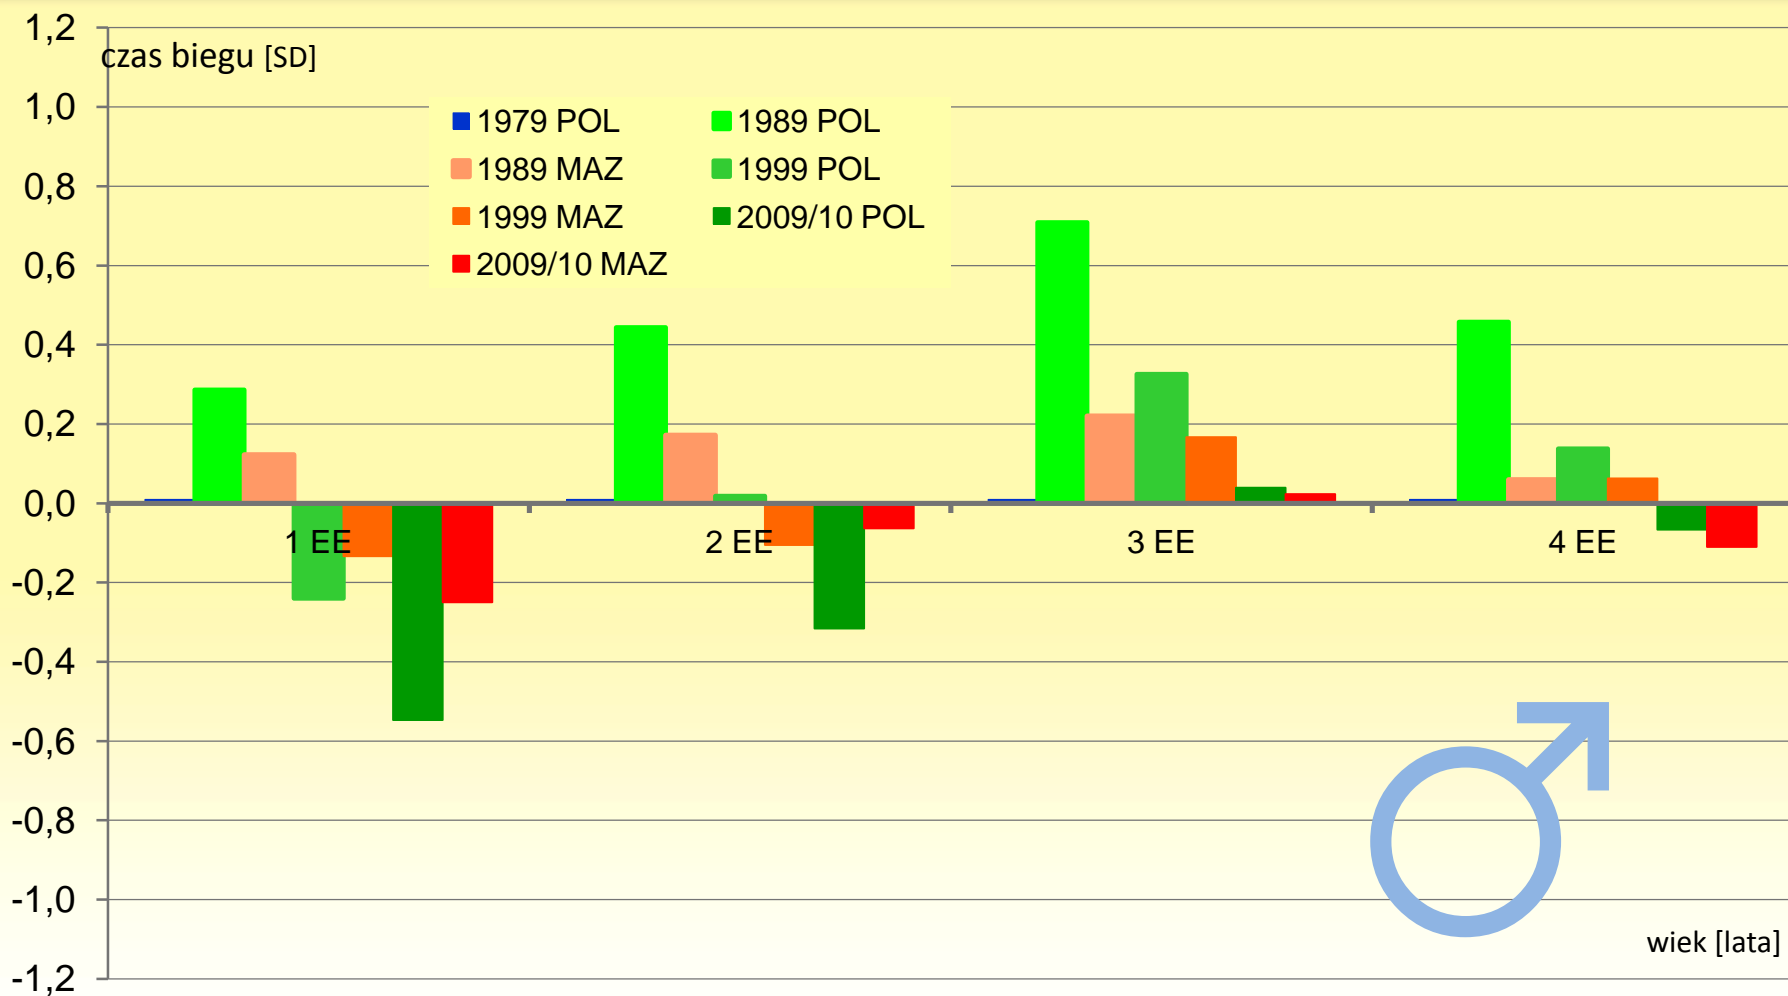 1,2
czas biegu [SD]
1,0
1979 POL 1989 POL
0,8
1989 MAZ 1999 POL
1999 MAZ 2009/10 POL
0,6
2009/10 MAZ
0,4
0,2
0,0
1 EE 2 EE 3 EE 4 EE
-0,2
-0,4
-0,6
-0,8
-1,0
wiek [lata]
-1,2